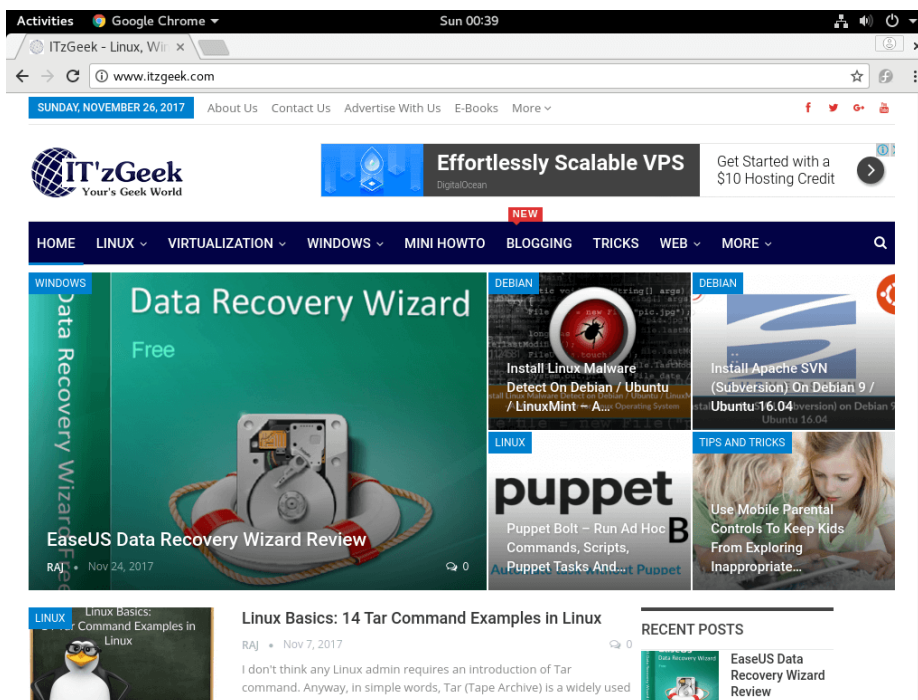 Activities Google Chrome Sun 00:39
ITzGeek - Linux, Win
www.itzgeek.com
SUNDAY, NOVEMBER 26, 2017 About Us Contact Us Advertise With Us E-Books More
IT'zGeek
Your's Geek World
Effortlessly Scalable VPS
DigitalOcean
Get Started with a
$10 Hosting Credit
NEW
HOME LINUX VIRTUALIZATION WINDOWS MINI HOWTO BLOGGING TRICKS WEB MORE
WINDOWS
Data Recovery Wizard
Free
Data Recovery Wizard Free
EaseUS Data Recovery Wizard Review
RAJ • Nov 24, 2017 0
DEBIAN
Install Linux Malware
Detect On Debian / Ubuntu
/ LinuxMint – A...
DEBIAN
Install Apache SVN
(Subversion) On Debian 9 /
Ubuntu 16.04
Ubuntu 16.04
LINUX
puppet
Puppet Bolt – Run Ad Hoc
Commands, Scripts,
Puppet Tasks And...
TIPS AND TRICKS
Use Mobile Parental
Controls To Keep Kids
From Exploring
Inappropriate...
LINUX
Linux Basics:
Tar Command Examples in
Linux
Linux Basics: 14 Tar Command Examples in Linux
RAJ • Nov 7, 2017 0
I don't think any Linux admin requires an introduction of Tar
command. Anyway, in simple words, Tar (Tape Archive) is a widely used
RECENT POSTS
Data Recovery Wizard
EaseUS Data
Recovery Wizard
Review